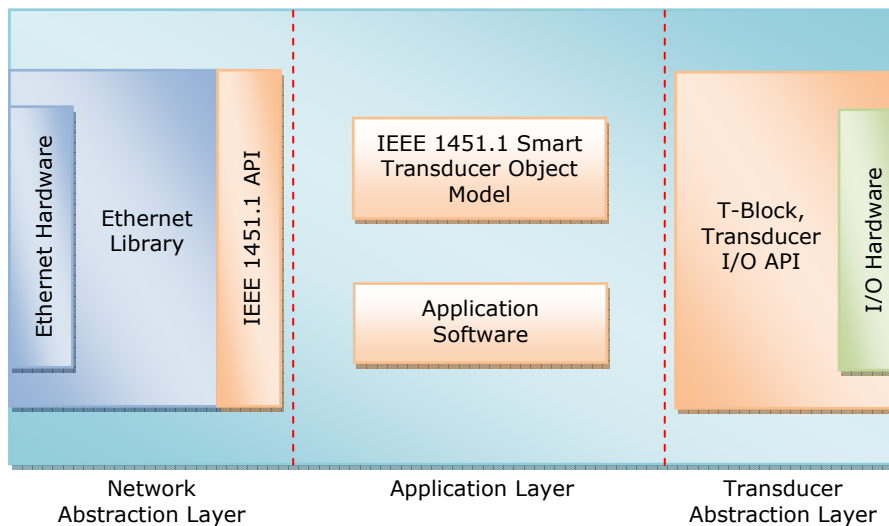 Ethernet Hardware
Ethernet
Library
IEEE 1451.1 API
IEEE 1451.1 Smart
Transducer Object
Model
Application
Software
T-Block,
Transducer
I/O API
I/O Hardware
Network
Abstraction Layer
Application Layer
Transducer
Abstraction Layer